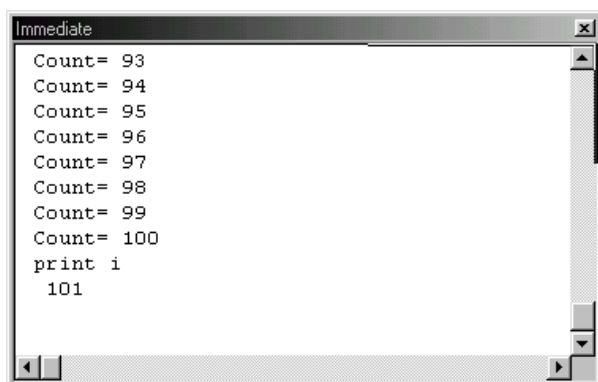 Immediate
Count= 93
Count= 94
Count= 95
Count= 96
Count= 97
Count= 98
Count= 99
Count= 100
print i
101